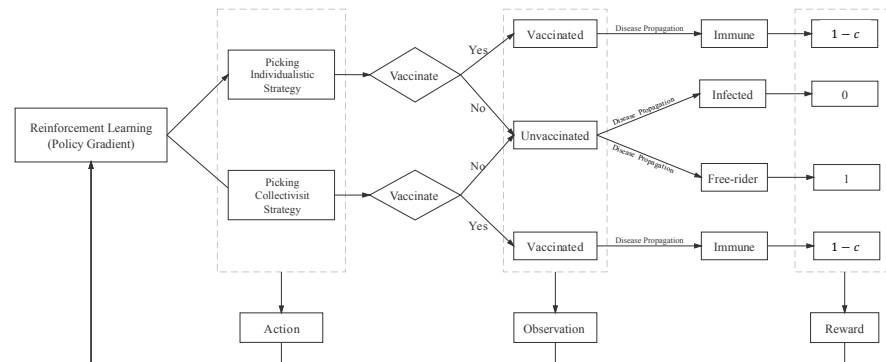 Reinforcement Learning
(Policy Gradient)
Picking
Individualistic
Strategy
Picking
Collectivisit
Strategy
Vaccinate
Vaccinate
Yes
No
No
Yes
Vaccinated
Unvaccinated
Vaccinated
Disease Propagation
Disease Propagation
Disease Propagation
Disease Propagation
Immune
Infected
Free-rider
Immune
1 − c
0
1
1 − c
Action
Observation
Reward